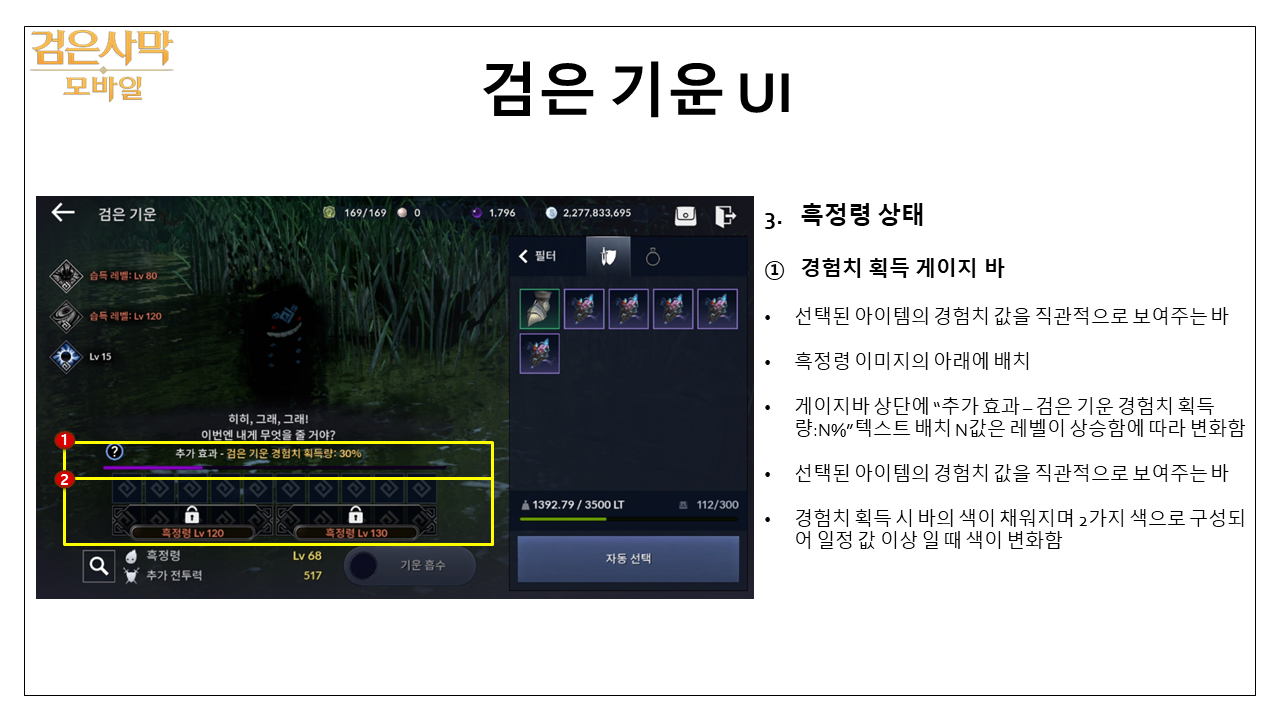 검은사막
모바일
검은 기운 UI
검은 기운
169/169
0
1,796
2,277,833,695
습득 레벨: Lv 80
습득 레벨: Lv 120
Lv 15
필터
히히, 그래, 그래!
이번엔 내게 무엇을 줄 거야?
1
?
추가 효과 - 검은 기운 경험치 획득량: 30%
2
흑정령 Lv 120
흑정령 Lv 130
흑정령
Lv 68
추가 전투력
517
기운 흡수
1392.79 / 3500 LT
112/300
자동 선택
3. 흑정령 상태
① 경험치 획득 게이지 바
• 선택된 아이템의 경험치 값을 직관적으로 보여주는 바
• 흑정령 이미지의 아래에 배치
• 게이지바 상단에 “추가 효과 – 검은 기운 경험치 획득
량:N%” 텍스트 배치 N값은 레벨이 상승함에 따라 변화함
• 선택된 아이템의 경험치 값을 직관적으로 보여주는 바
• 경험치 획득 시 바의 색이 채워지며 2가지 색으로 구성되
어 일정 값 이상 일 때 색이 변화함